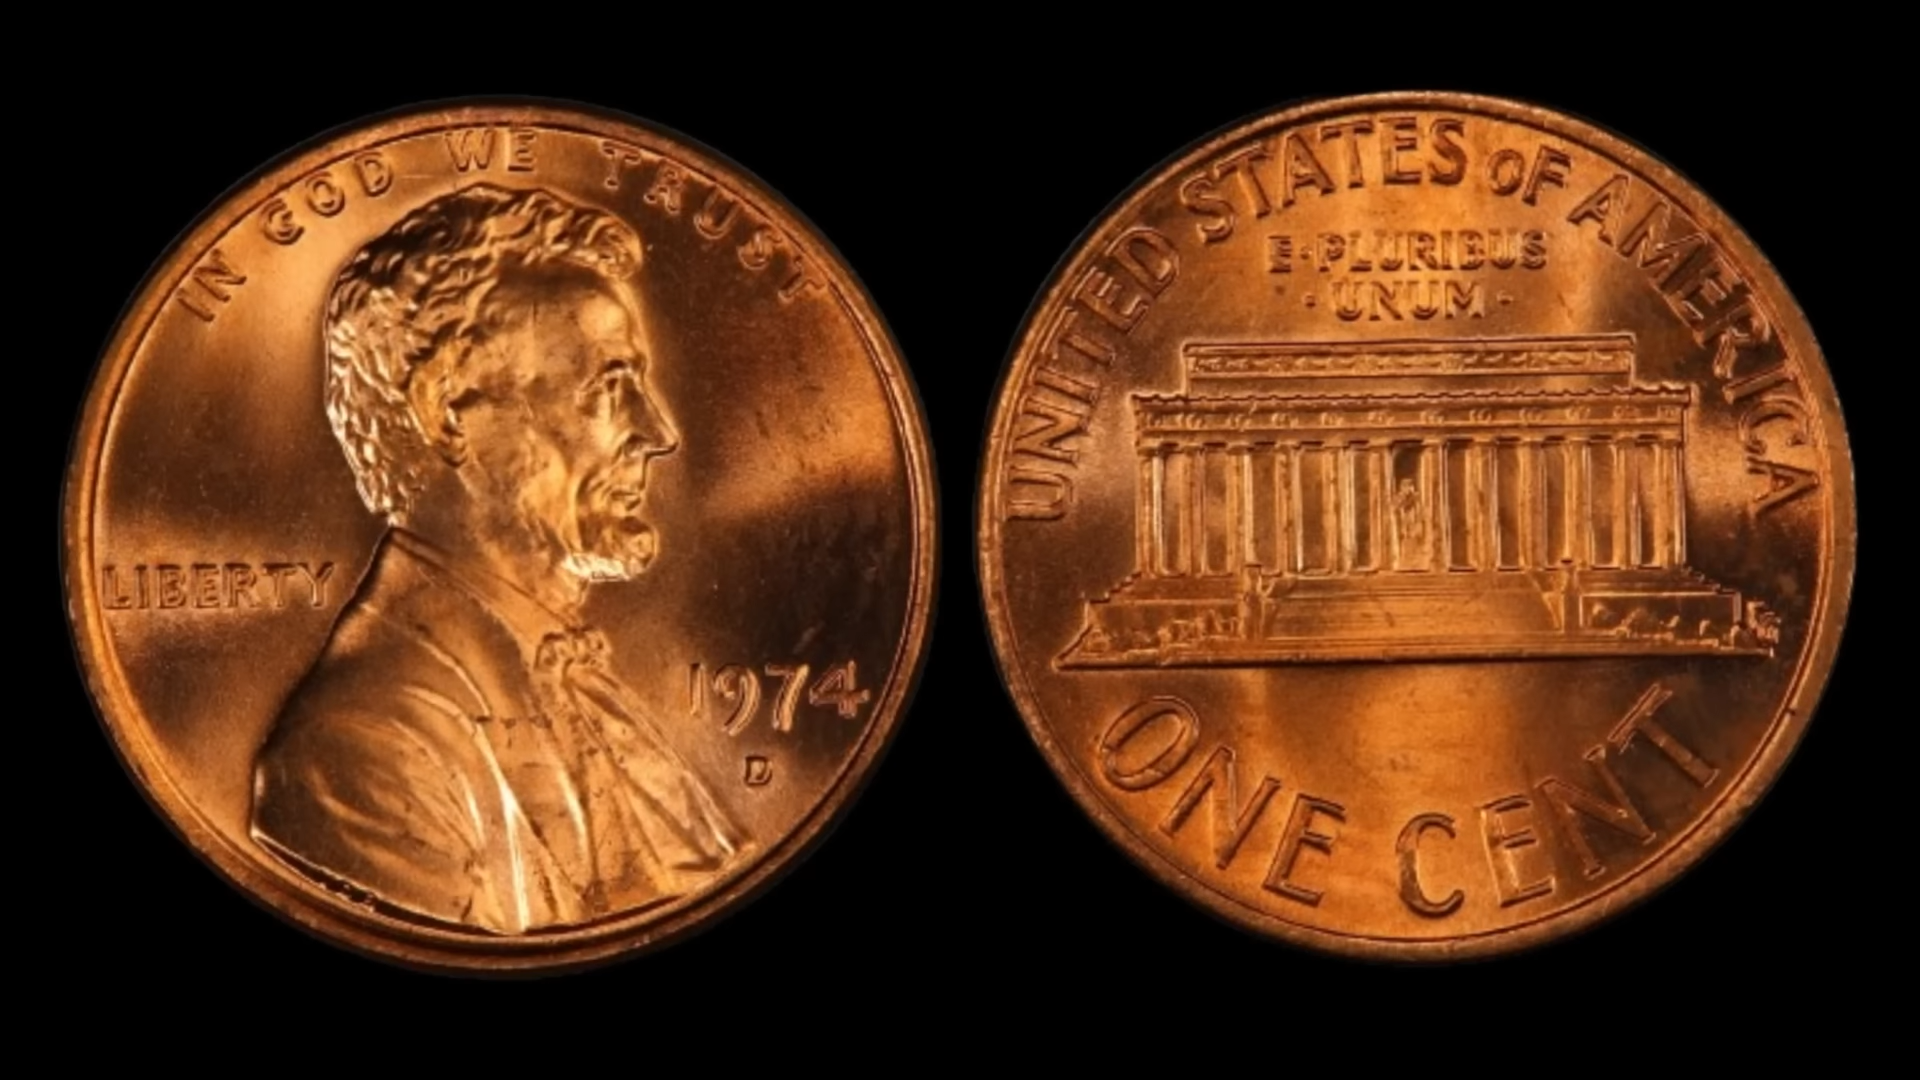 IN GOD WE TRUST
LIBERTY
1974
D
UNITED STATES OF AMERICA
E·PLURIBUS
·UNUM·
ONE CENT